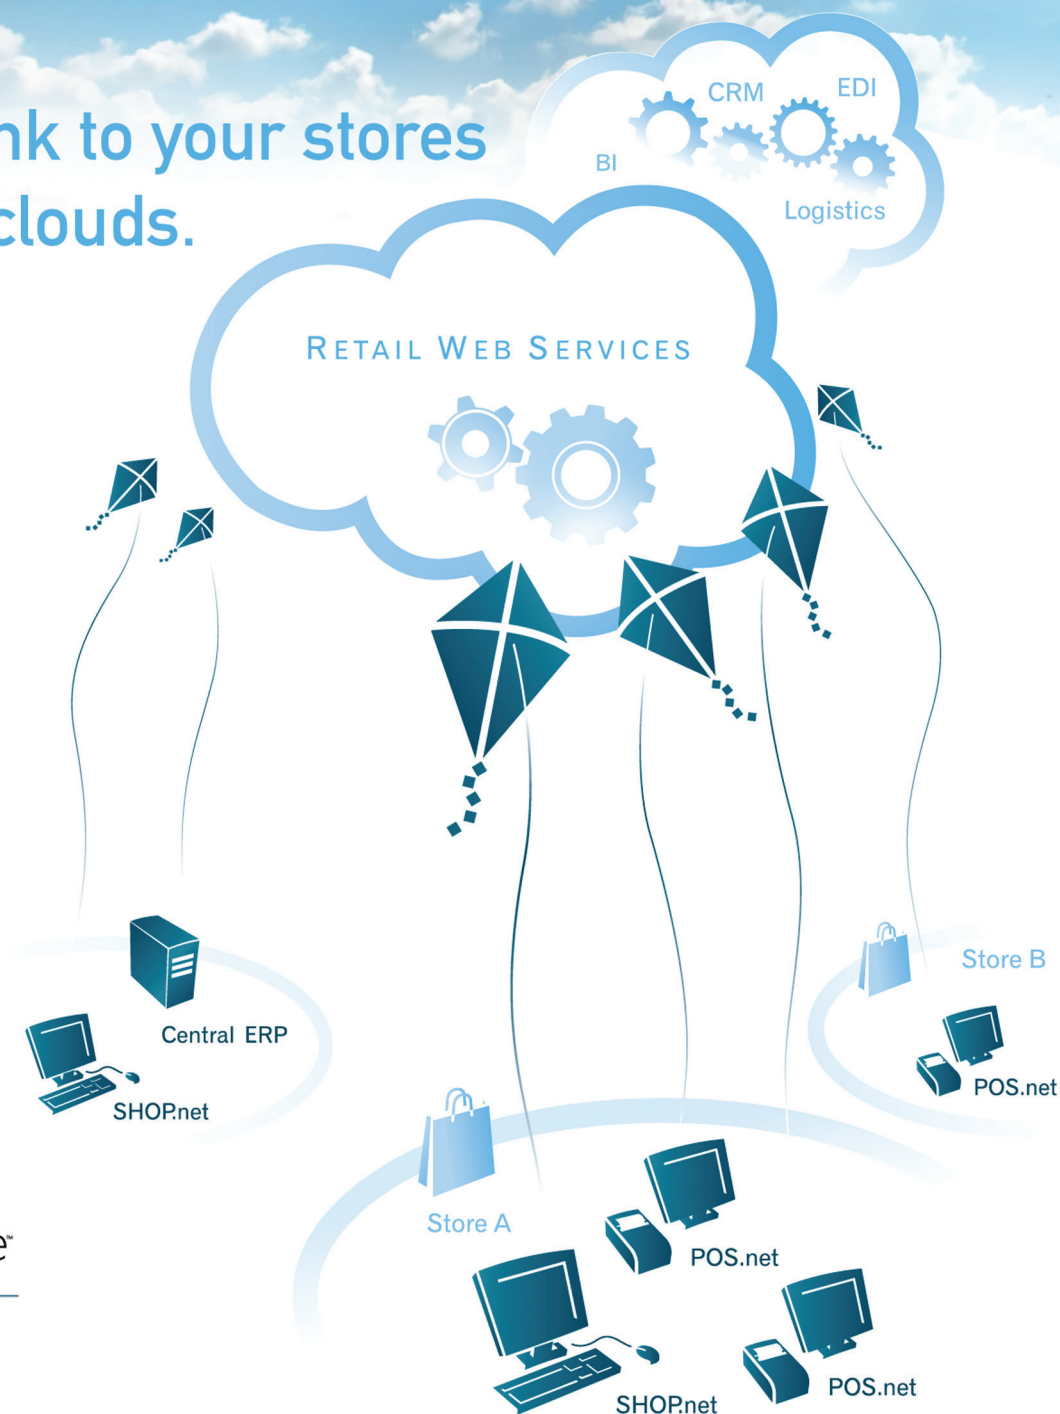 to your stores
clouds.
CRM
EDI
BI
Logistics
RETAIL WEB SERVICES
Central ERP
SHOP.net
Store B
POS.net
Store A
POS.net
POS.net
SHOP.net